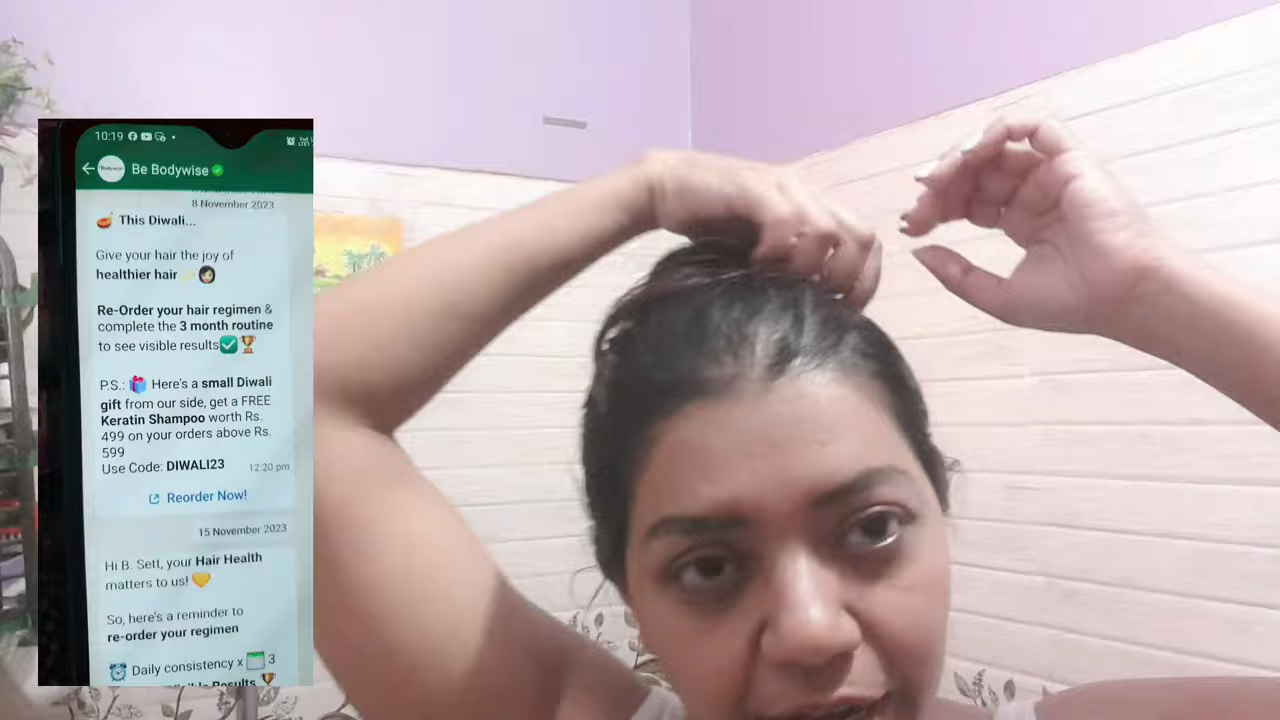 10:19
Be Bodywise
8 November 2023
This Diwali...
Give your hair the joy of
healthier hair
Re-Order your hair regimen &
complete the 3 month routine
to see visible results
P.S.: Here's a small Diwali
gift from our side, get a FREE
Keratin Shampoo worth Rs.
499 on your orders above Rs.
599
Use Code: DIWALI23
12:20 pm
Reorder Now!
15 November 2023
Hi B. Sett, your Hair Health
matters to us!
So, here's a reminder to
re-order your regimen
Daily consistency x 3
Results